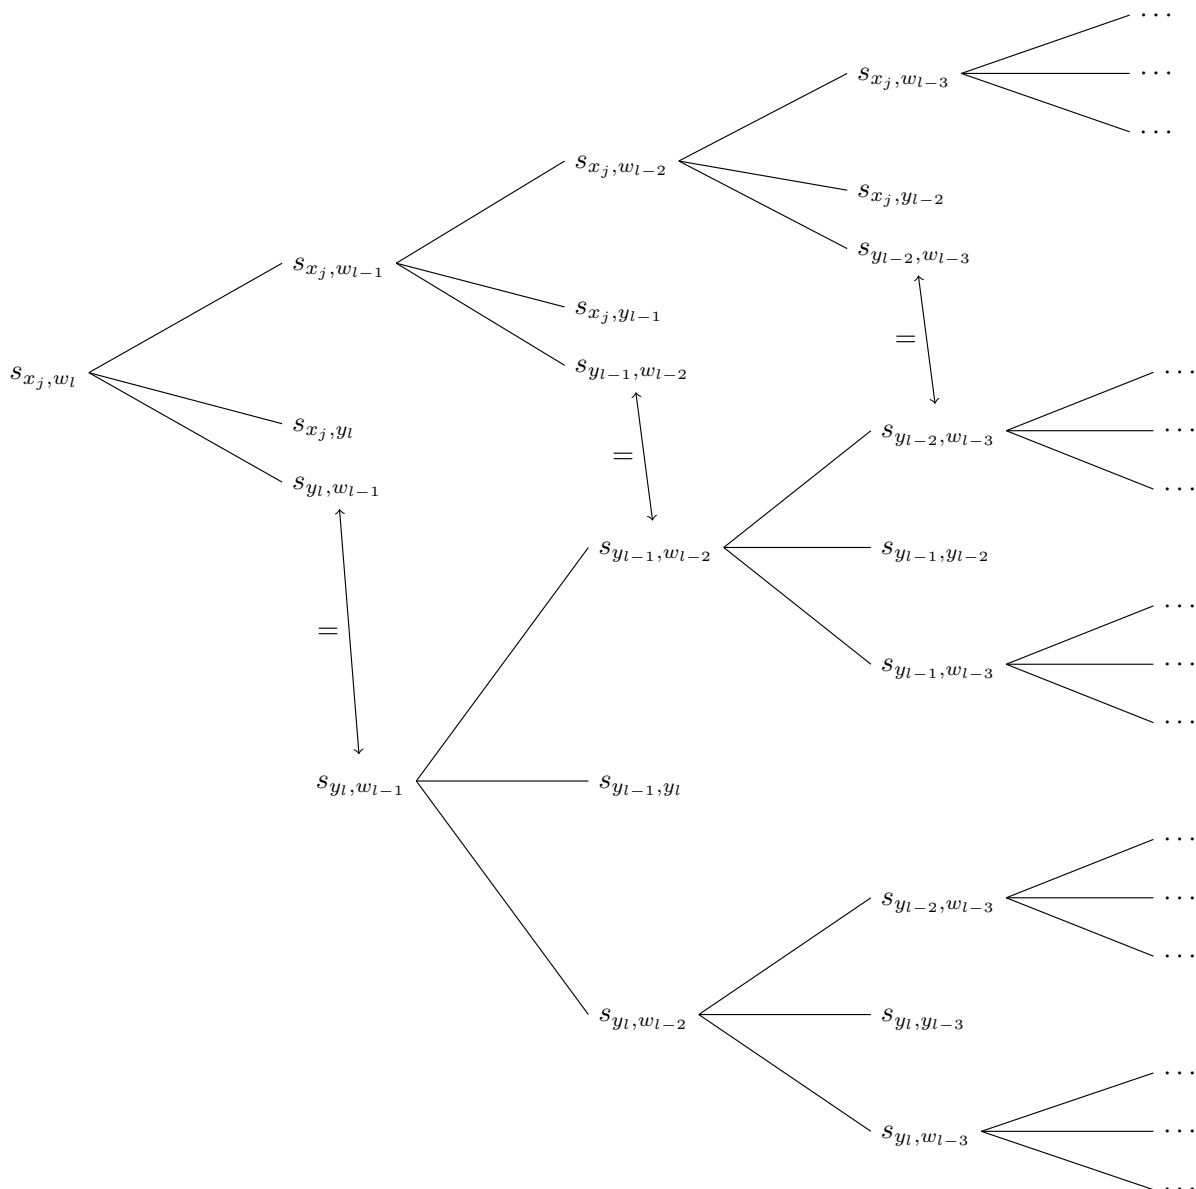 ⋯
s_{x_j,w_{l-3}} ⋯
⋯
s_{x_j,w_{l-2}}
s_{x_j,y_{l-2}}
s_{y_{l-2},w_{l-3}}
s_{x_j,w_{l-1}}
s_{x_j,y_{l-1}}
=
s_{x_j,w_l}
s_{y_{l-1},w_{l-2}}
⋯
s_{x_j,y_l}
s_{y_{l-2},w_{l-3}} ⋯
=
s_{y_l,w_{l-1}}
⋯
s_{y_{l-1},w_{l-2}}
s_{y_{l-1},y_{l-2}}
⋯
=
s_{y_{l-1},w_{l-3}} ⋯
⋯
s_{y_l,w_{l-1}}
s_{y_{l-1},y_l}
⋯
s_{y_{l-2},w_{l-3}} ⋯
⋯
s_{y_l,w_{l-2}}
s_{y_l,y_{l-3}}
⋯
s_{y_l,w_{l-3}} ⋯
⋯